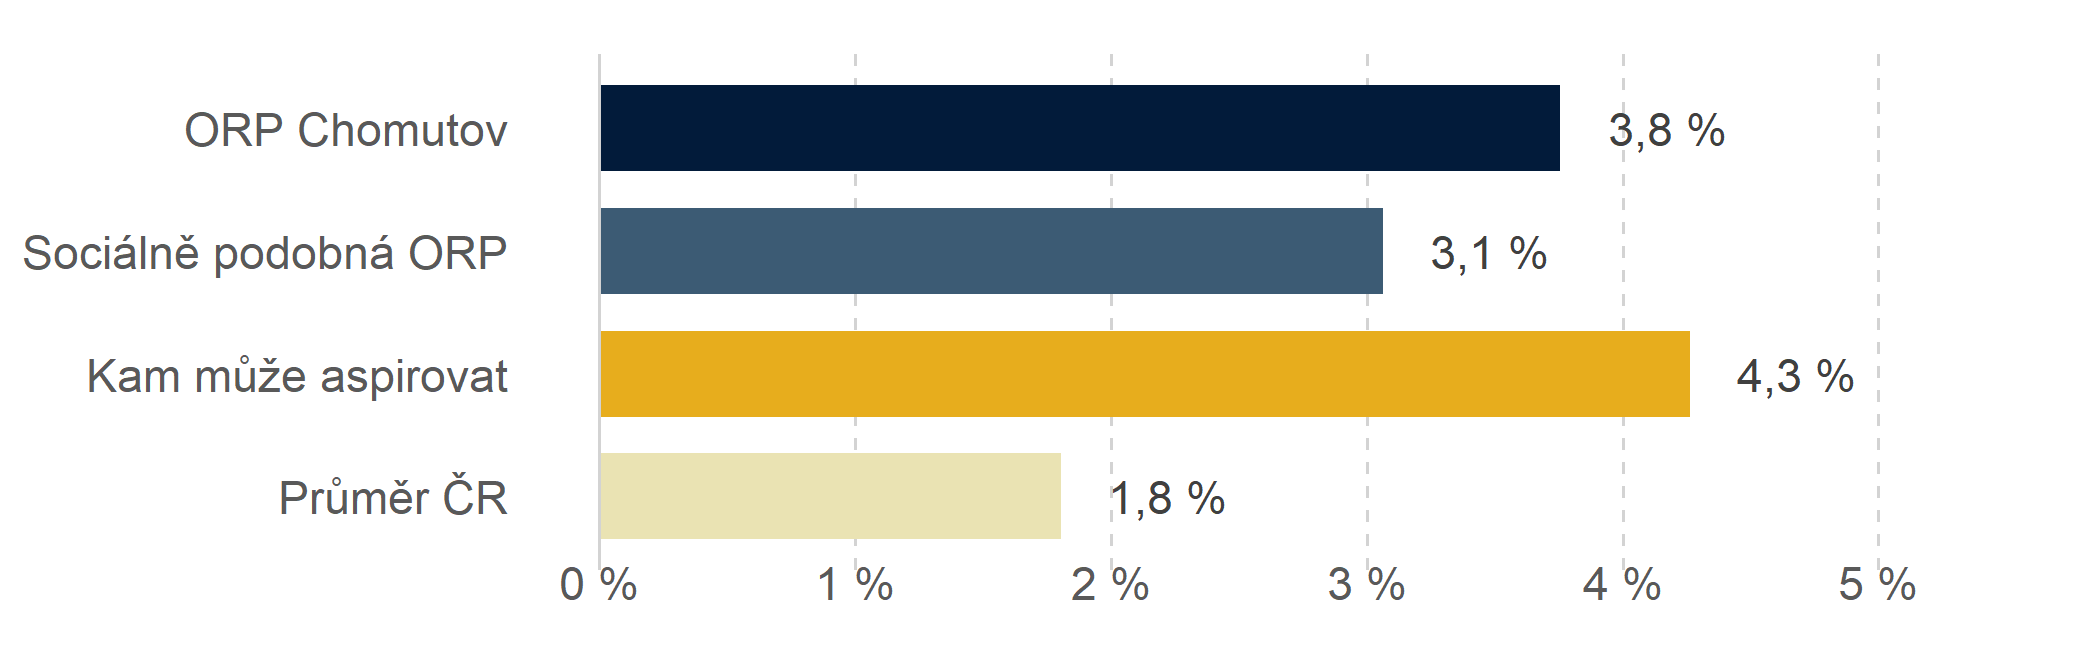 ORP Chomutov 3,8 %
Sociálně podobná ORP 3,1 %
Kam může aspirovat 4,3 %
Průměr ČR 1,8 %
0 % 1 % 2 % 3 % 4 % 5 %